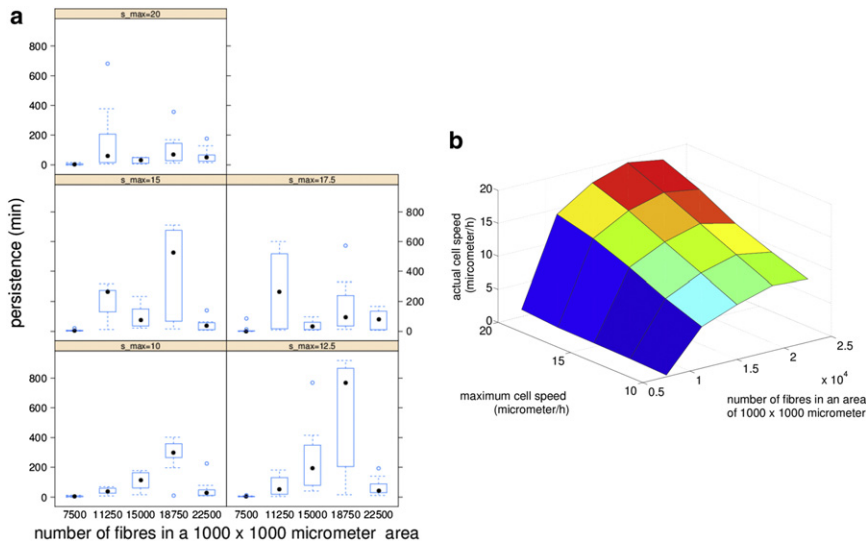 a
s_max=20
800
600
400
200
0
s_max=15
s_max=17.5
800
600
400
200
0
s_max=10
s_max=12.5
800
600
400
200
0
7500 11250 15000 18750 22500
7500 11250 15000 18750 22500
persistence (min)
number of fibres in a 1000 x 1000 micrometer area
b
20
15
10
5
0
actual cell speed
(mircometer/h)
20
15
10
maximum cell speed
(micrometer/h)
0.5
1
1.5
2
2.5
x 10⁴
number of fibres in an area
of 1000 x 1000 micrometer